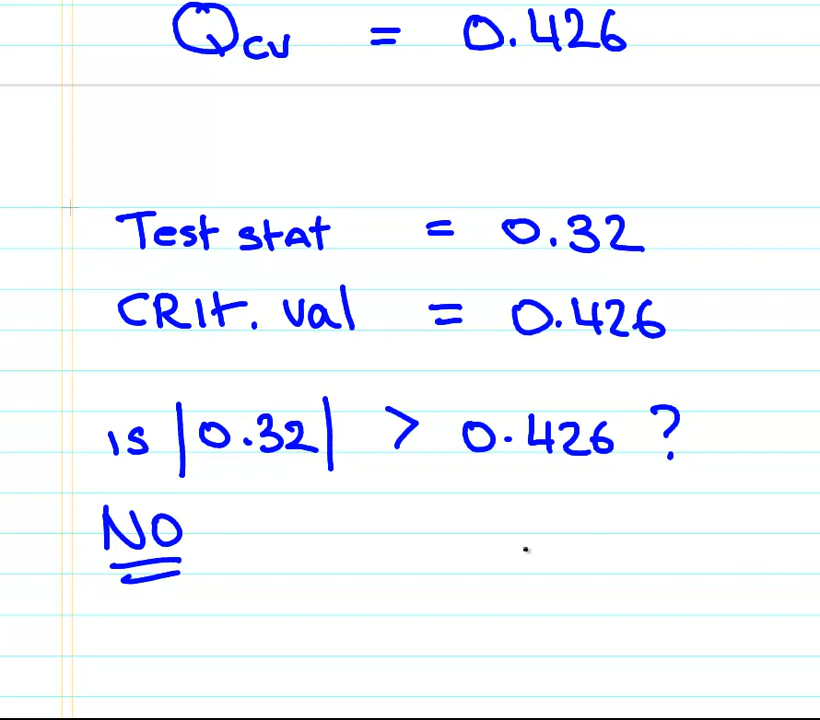 Qcv = 0.426
Test stat = 0.32
CRIt. val = 0.426
is |0.32| > 0.426 ?
NO